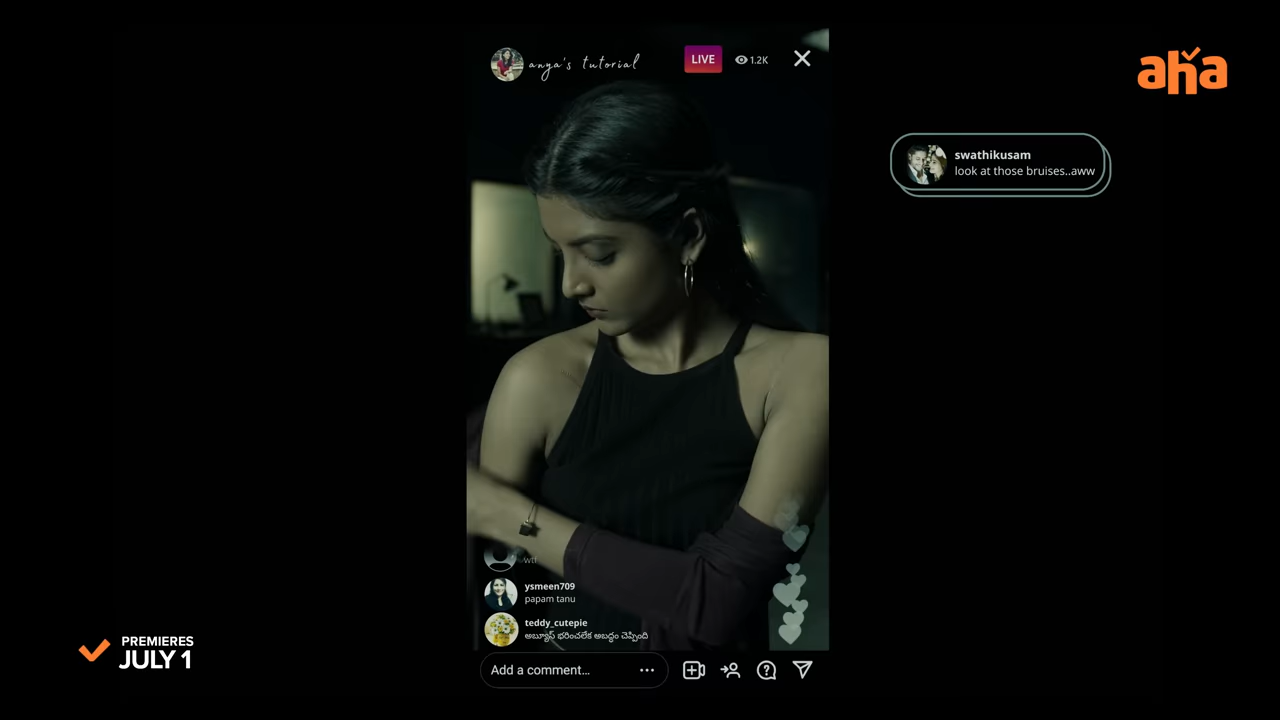 anya's tutorial
LIVE
1.2K
aha
swathikusam
look at those bruises..aww
wtf
ysmeen709
papam tanu
teddy_cutepie
అబ్యూస్ భరించలేక అబద్ధం చెప్పింది
Add a comment...
PREMIERES
JULY 1